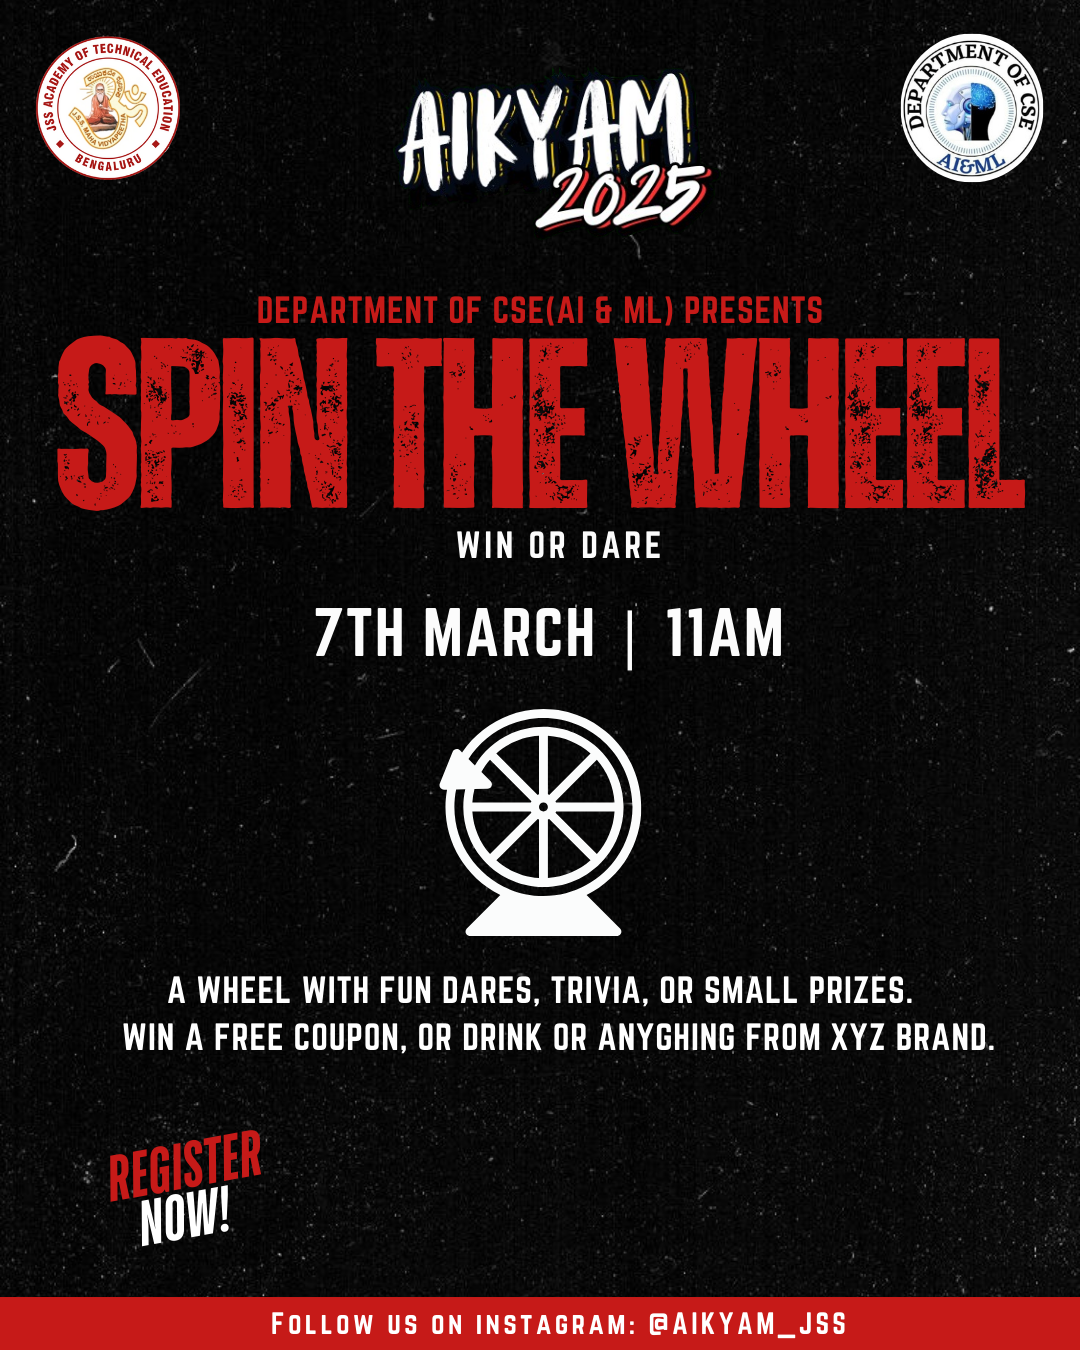 JSS ACADEMY OF TECHNICAL EDUCATION
J.S.S. MAHA VIDYAPEETHA
BENGALURU
AIKYAM
2025
DEPARTMENT OF CSE
AI&ML
DEPARTMENT OF CSE(AI & ML) PRESENTS
SPIN THE WHEEL
WIN OR DARE
7TH MARCH | 11AM
A WHEEL WITH FUN DARES, TRIVIA, OR SMALL PRIZES.
WIN A FREE COUPON, OR DRINK OR ANYGHING FROM XYZ BRAND.
REGISTER
NOW!
FOLLOW US ON INSTAGRAM: @AIKYAM_JSS